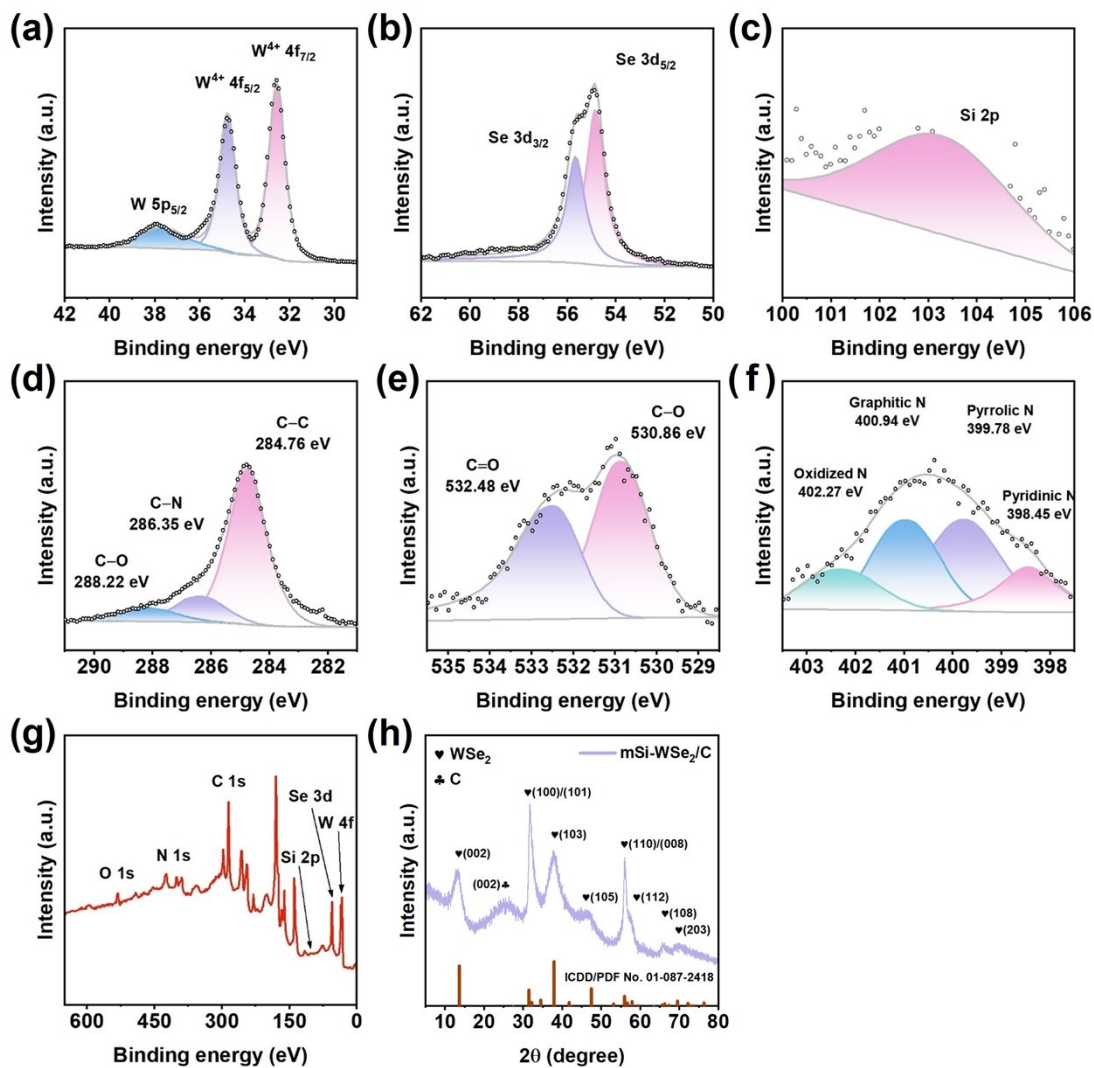 (a)
W⁴⁺ 4f₇/₂
W⁴⁺ 4f₅/₂
W 5p₅/₂
Intensity (a.u.)
42 40 38 36 34 32 30
Binding energy (eV)
(b)
Se 3d₅/₂
Se 3d₃/₂
Intensity (a.u.)
62 60 58 56 54 52 50
Binding energy (eV)
(c)
Si 2p
Intensity (a.u.)
100 101 102 103 104 105 106
Binding energy (eV)
(d)
C−C
284.76 eV
C−N
286.35 eV
C−O
288.22 eV
Intensity (a.u.)
290 288 286 284 281
Binding energy (eV)
(e)
C−O
530.86 eV
C=O
532.48 eV
Intensity (a.u.)
535 534 532 531 530 529
Binding energy (eV)
(f)
Graphitic N
400.94 eV
Pyrrolic N
399.78 eV
Oxidized N
402.27 eV
Pyridinic N
398.45 eV
Intensity (a.u.)
403 402 401 400 399 398
Binding energy (eV)
(g)
C 1s
Se 3d
W 4f
N 1s
Si 2p
O 1s
Intensity (a.u.)
600 450 300 150 0
Binding energy (eV)
(h)
♥ WSe₂
mSi-WSe₂/C
♣ C
♥(100)/(101)
♥(103)
♥(110)/(008)
♥(002)
(002)♣
♥(105)
♥(112)
♥(108)
♥(203)
ICDD/PDF No. 01-087-2418
Intensity (a.u.)
10 20 30 40 50 60 70 80
2θ (degree)